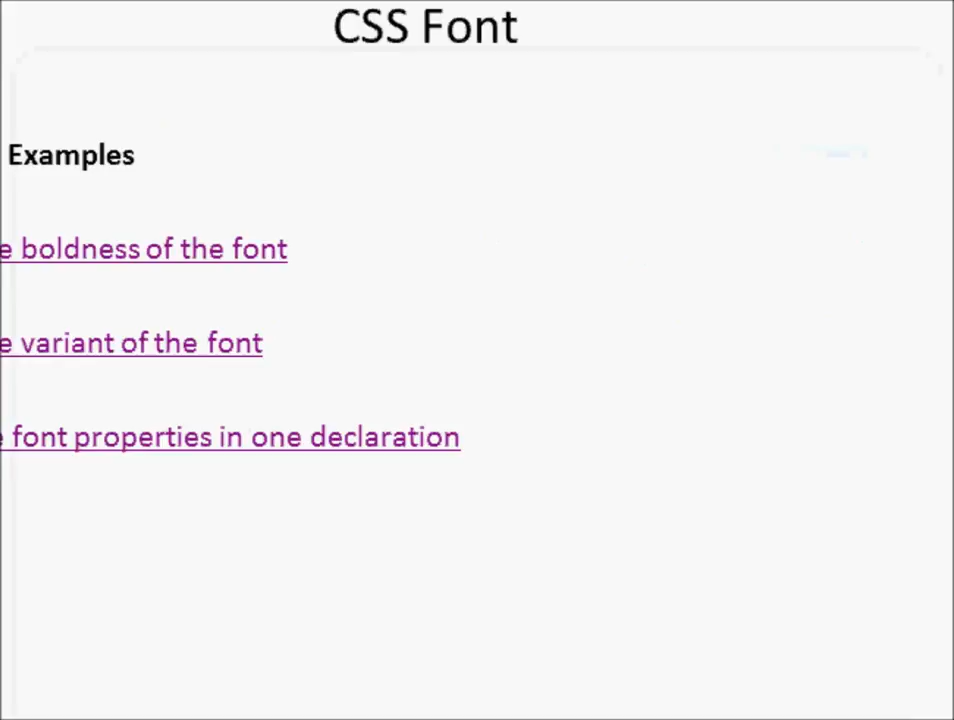 CSS Font
Examples
e boldness of the font
e variant of the font
e font properties in one declaration